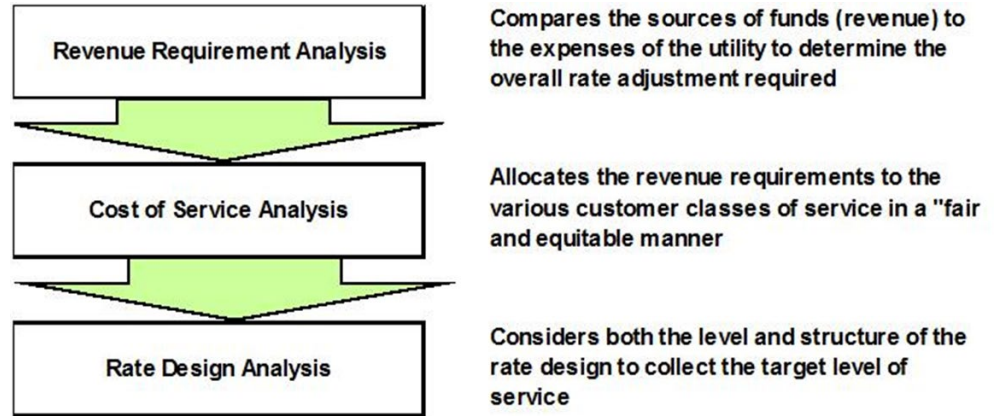 Revenue Requirement Analysis
Compares the sources of funds (revenue) to
the expenses of the utility to determine the
overall rate adjustment required
Cost of Service Analysis
Allocates the revenue requirements to the
various customer classes of service in a "fair
and equitable manner
Rate Design Analysis
Considers both the level and structure of the
rate design to collect the target level of
service